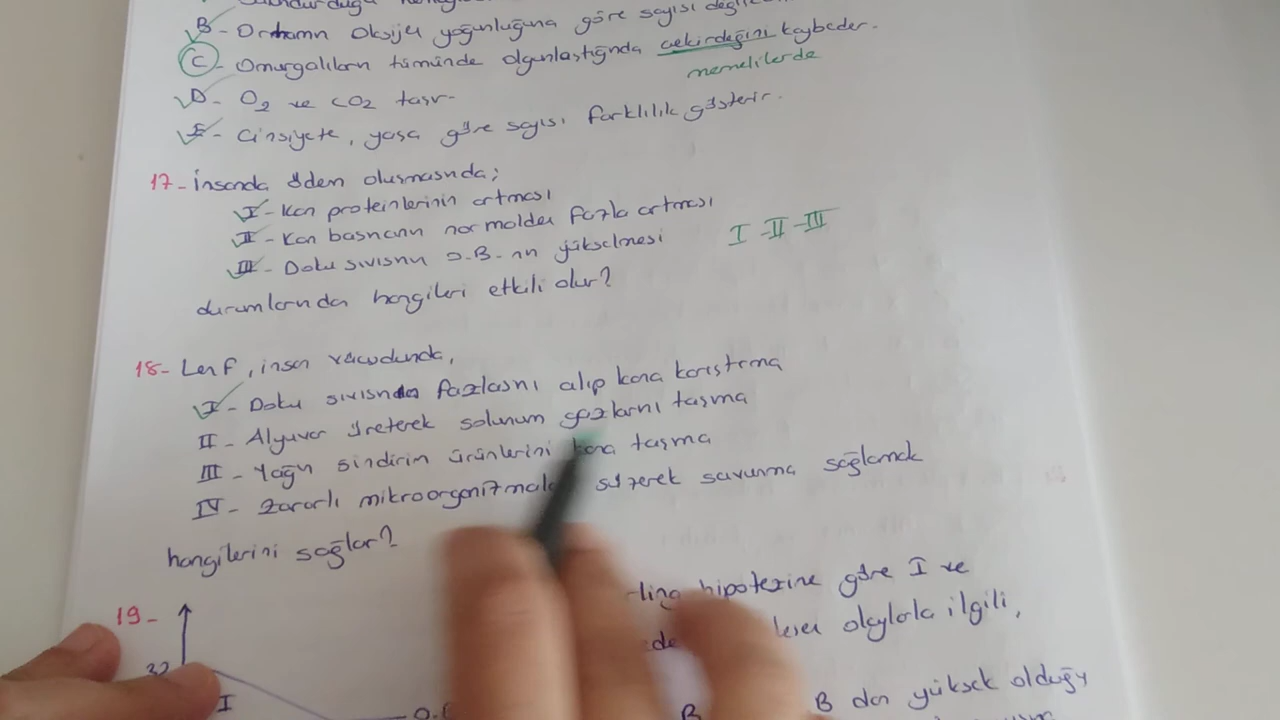 B- Ortamın Oksijen yoğunluğuna göre sayısı
C- Omurgalıların tümünde olgunlaştığında çekirdeğini kaybeder.
memelilerde
D- O2 ve CO2 taşır-
E- Cinsiyete, yaşa göre sayısı farklılık gösterir.
17- İnsanda ödem oluşmasında;
I- Kan proteinlerinin artması
II- Kan basıncının normalden fazla artması
I-II-III
III- Doku sıvısının O.B-nın yükselmesi
durumlarından hangileri etkili olur?
18- Lenf, insan vücudunda,
I- Doku sıvısının fazlasını alıp kana karıştırma
II- Alyuvar üreterek solunum gazlarını taşıma
III- Yağın sindirim ürünlerini kana taşıma
IV- Zararlı mikroorganizmaları süzerek savunma sağlamak
hangilerini sağlar?
19-
hipotezine göre I ve
olaylarla ilgili,
32
I
B B den yüksek olduğu